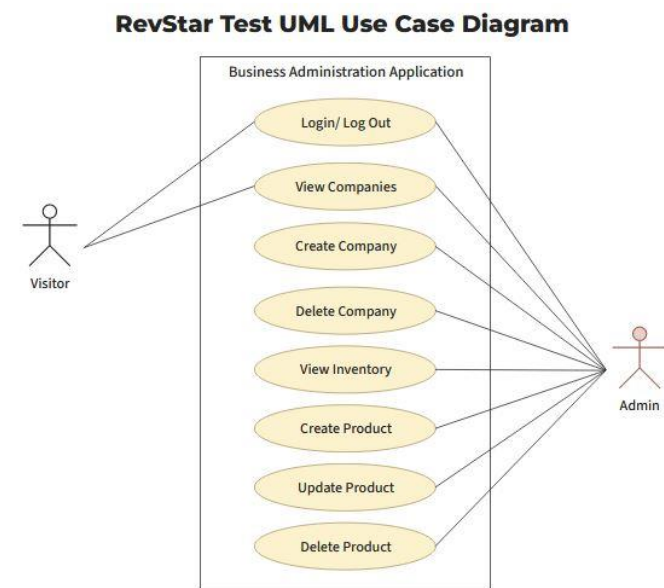 RevStar Test UML Use Case Diagram
Business Administration Application
Login/ Log Out
View Companies
Create Company
Visitor
Delete Company
View Inventory
Admin
Create Product
Update Product
Delete Product